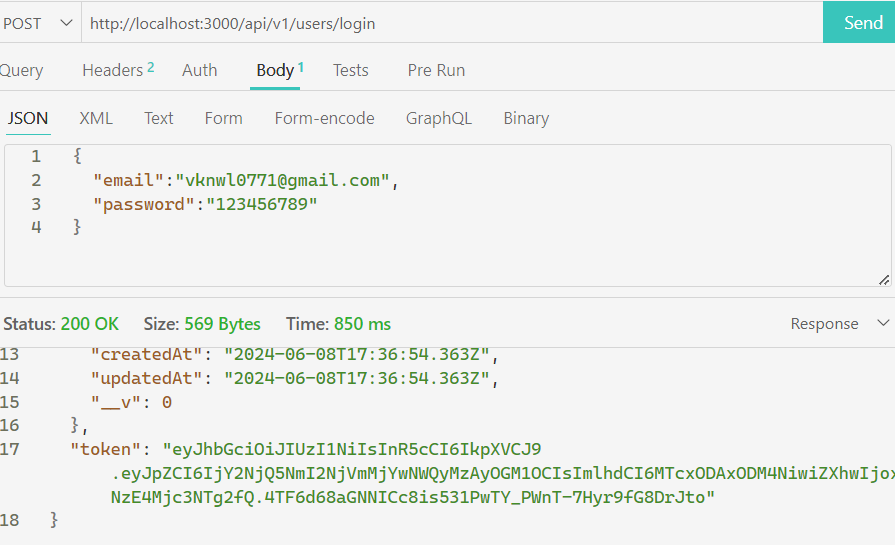 POST http://localhost:3000/api/v1/users/login Send
Query Headers 2 Auth Body 1 Tests Pre Run
JSON XML Text Form Form-encode GraphQL Binary
1 {
2 "email":"vknwl0771@gmail.com",
3 "password":"123456789"
4 }
Status: 200 OK Size: 569 Bytes Time: 850 ms Response
13 "createdAt": "2024-06-08T17:36:54.363Z",
14 "updatedAt": "2024-06-08T17:36:54.363Z",
15 "__v": 0
16 },
17 "token": "eyJhbGciOiJIUzI1NiIsInR5cCI6IkpXVCJ9
.eyJpZCI6IjY2NjQ5NmI2NjVmMjYwNWQyMzAyOGM1OCIsImlhdCI6MTcxODAxODM4NiwiZXhwIjox
NzE4Mjc3NTg2fQ.4TF6d68aGNNICc8is531PwTY_PWnT-7Hyr9fG8DrJto"
18 }